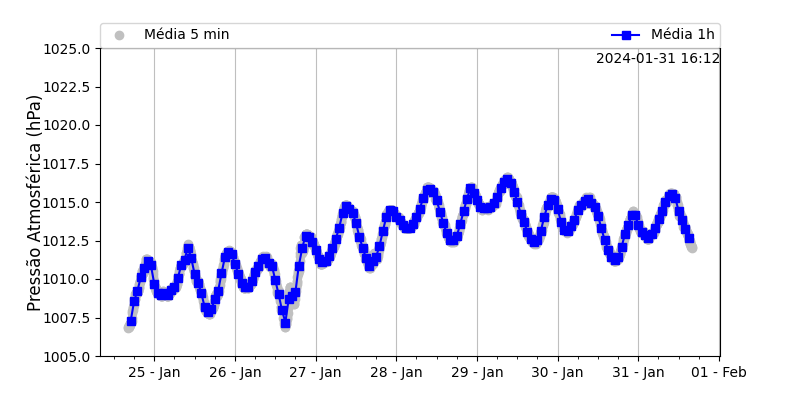 Média 5 min
Média 1h
2024-01-31 16:12
Pressão Atmosférica (hPa)
1025.0
1022.5
1020.0
1017.5
1015.0
1012.5
1010.0
1007.5
1005.0
25 - Jan
26 - Jan
27 - Jan
28 - Jan
29 - Jan
30 - Jan
31 - Jan
01 - Feb